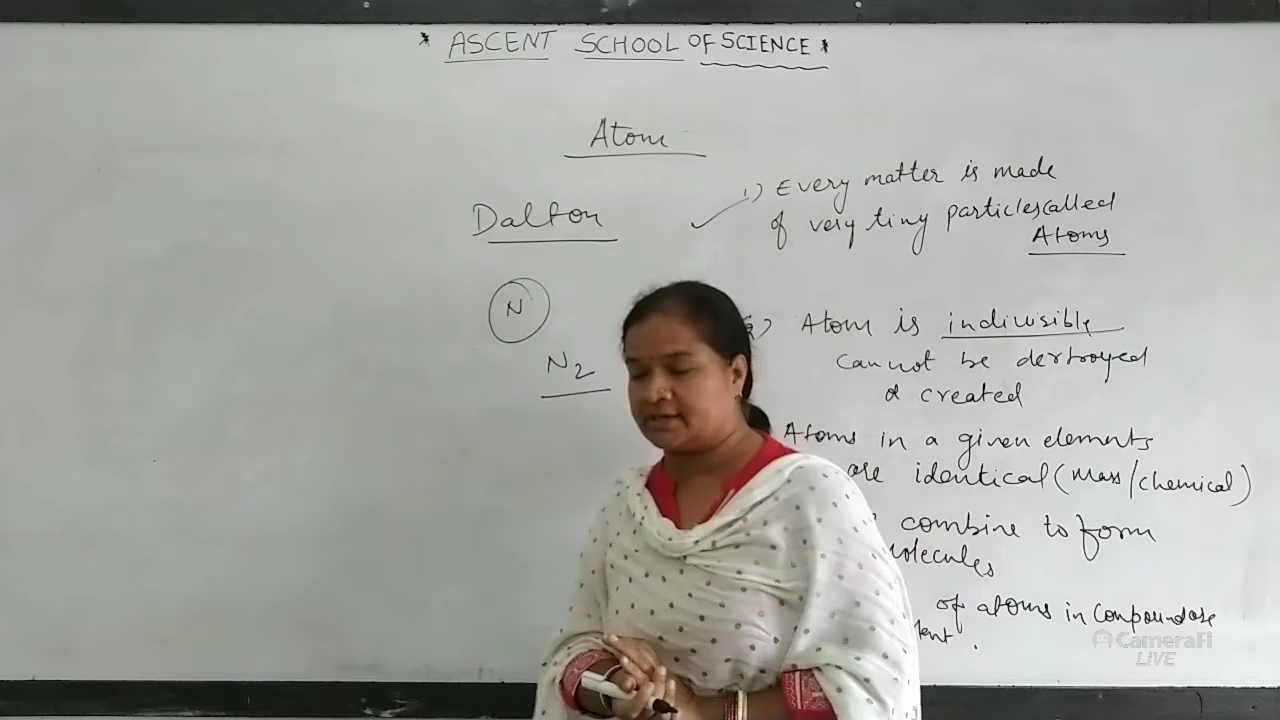 * ASCENT SCHOOL OF SCIENCE *
Atom
Dalton
1) Every matter is made
of very tiny particles called
Atoms
N
N2
Atom is indivisible
cannot be dertroyed
& created
Atoms in a given elements
are identical (mass/chemical)
combine to form
molecules
of atoms in compound are
CameraFi
LIVE